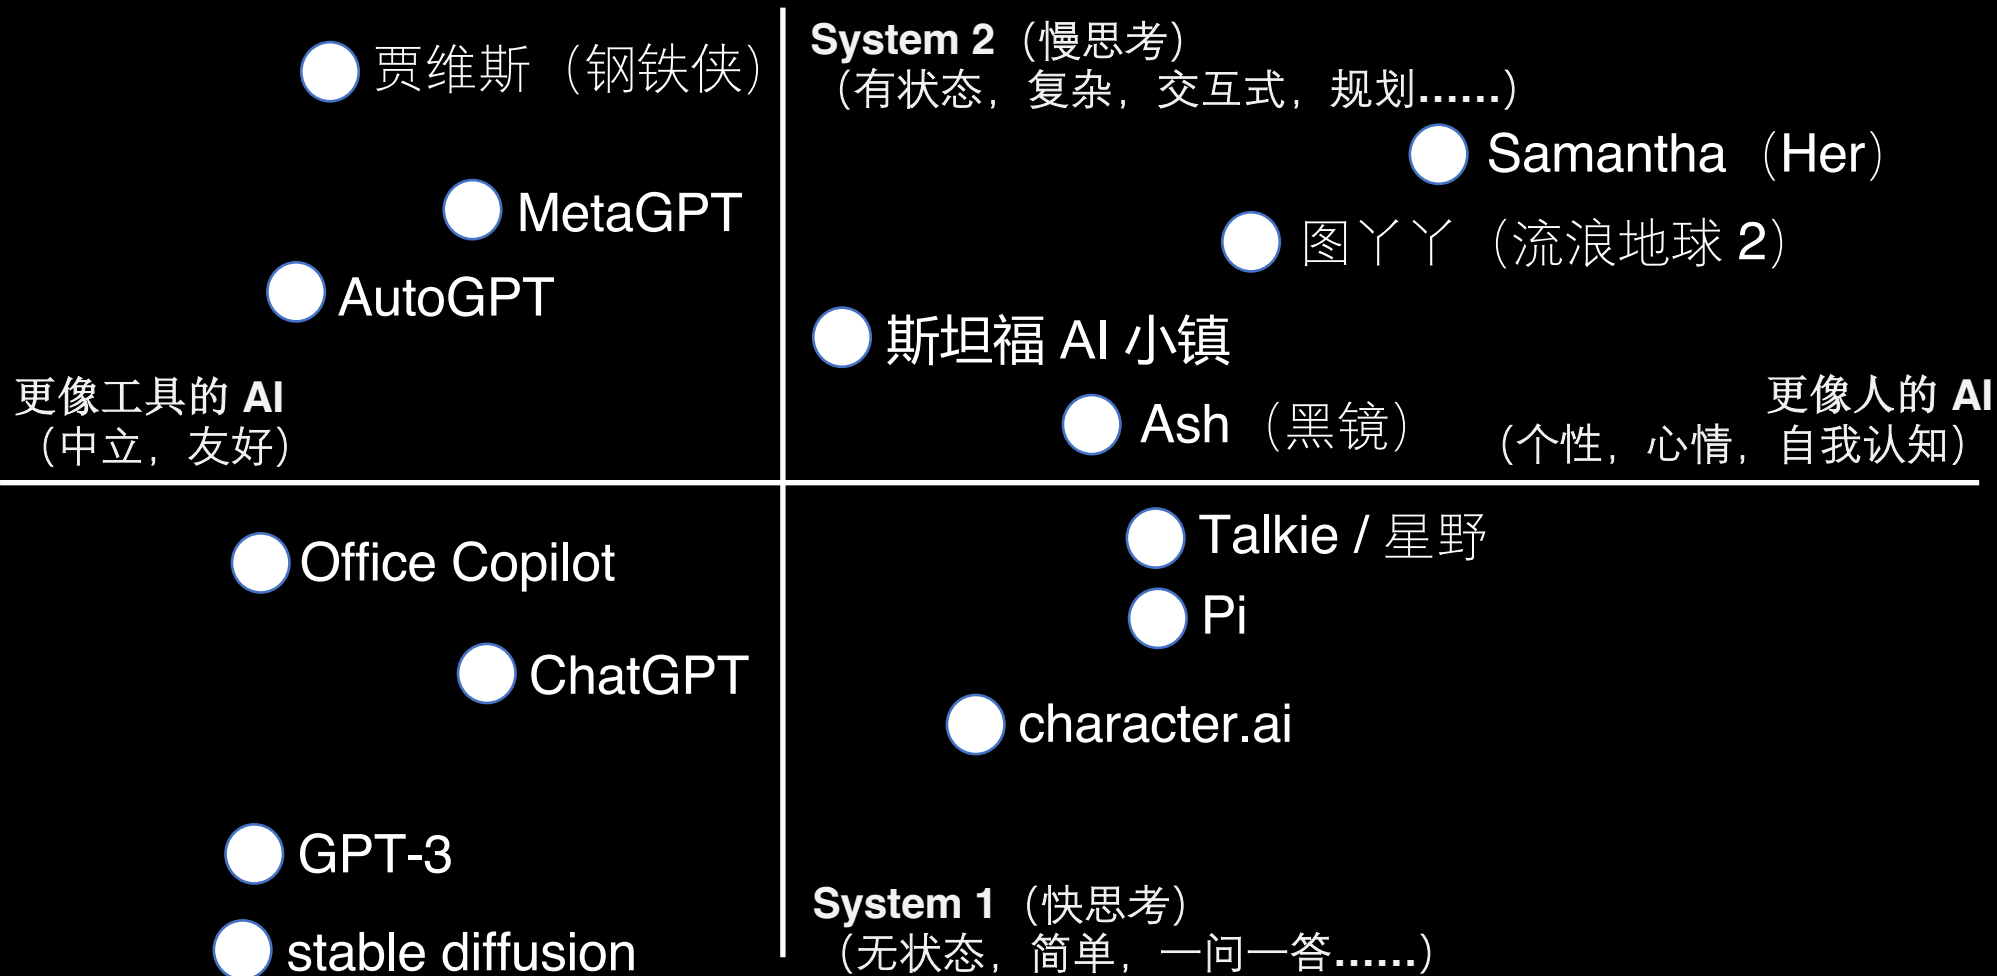 贾维斯（钢铁侠）
System 2（慢思考）
（有状态，复杂，交互式，规划......）
Samantha（Her）
MetaGPT
图丫丫（流浪地球 2）
AutoGPT
斯坦福 AI 小镇
更像工具的 AI
（中立，友好）
Ash（黑镜）
更像人的 AI
（个性，心情，自我认知）
Office Copilot
Talkie / 星野
Pi
ChatGPT
character.ai
GPT-3
stable diffusion
System 1（快思考）
（无状态，简单，一问一答......）